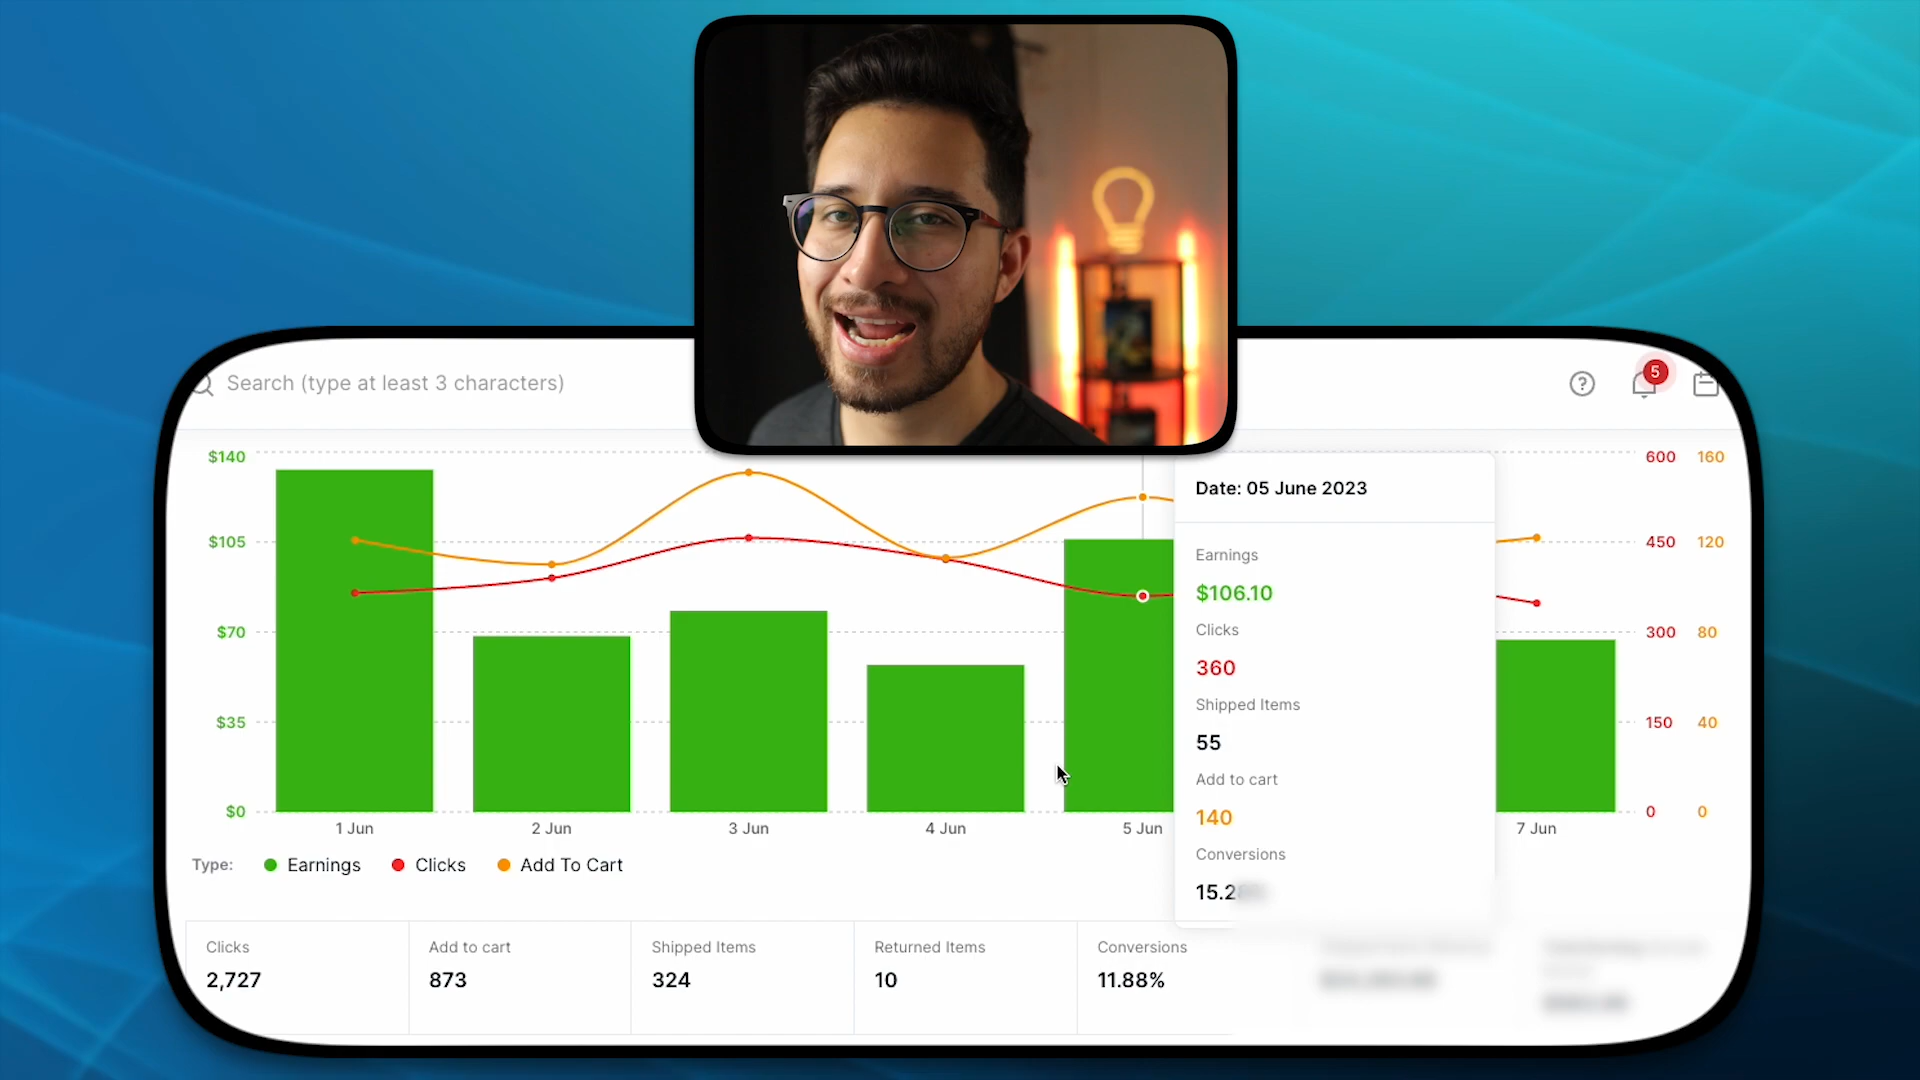 Search (type at least 3 characters)
5
$140
600 160
Date: 05 June 2023
$105
450 120
Earnings
$106.10
Clicks
$70
300 80
360
Shipped Items
$35
150 40
55
Add to cart
$0
0 0
140
1 Jun 2 Jun 3 Jun 4 Jun 5 Jun 7 Jun
Conversions
Type: Earnings Clicks Add To Cart
15.2
Clicks Add to cart Shipped Items Returned Items Conversions
2,727 873 324 10 11.88%